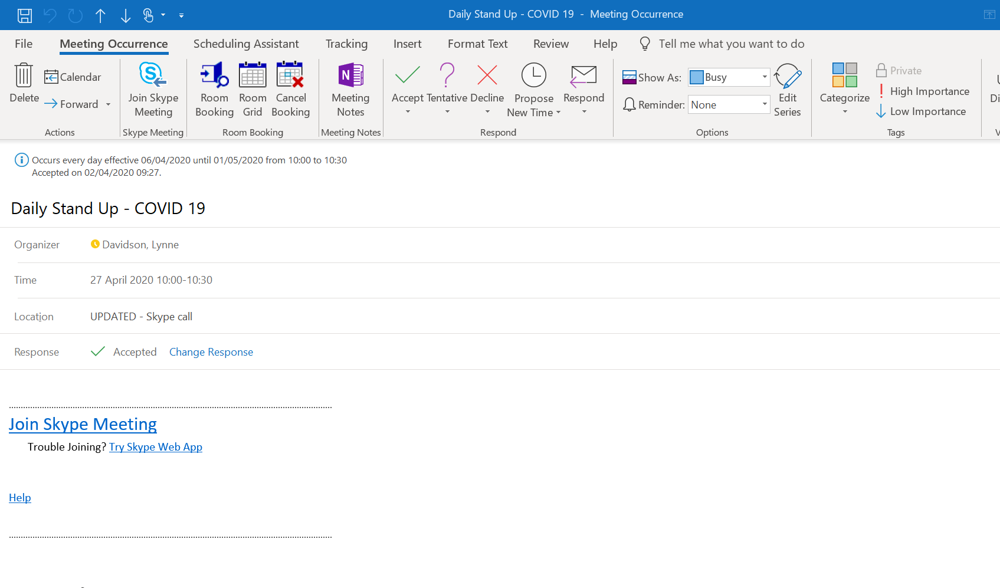 Daily Stand Up - COVID 19 - Meeting Occurrence
File Meeting Occurrence Scheduling Assistant Tracking Insert Format Text Review Help Tell me what you want to do
Delete
Calendar
Forward
Actions
Join Skype
Meeting
Skype Meeting
Room
Booking
Room
Grid
Cancel
Booking
Room Booking
Meeting
Notes
Meeting Notes
Accept
Tentative
Decline
Propose
New Time
Respond
Respond
Show As: Busy
Reminder: None
Edit
Series
Options
Categorize
Private
High Importance
Low Importance
Tags
Occurs every day effective 06/04/2020 until 01/05/2020 from 10:00 to 10:30
Accepted on 02/04/2020 09:27.
Daily Stand Up - COVID 19
Organizer Davidson, Lynne
Time 27 April 2020 10:00-10:30
Location UPDATED - Skype call
Response Accepted Change Response
Join Skype Meeting
Trouble Joining? Try Skype Web App
Help